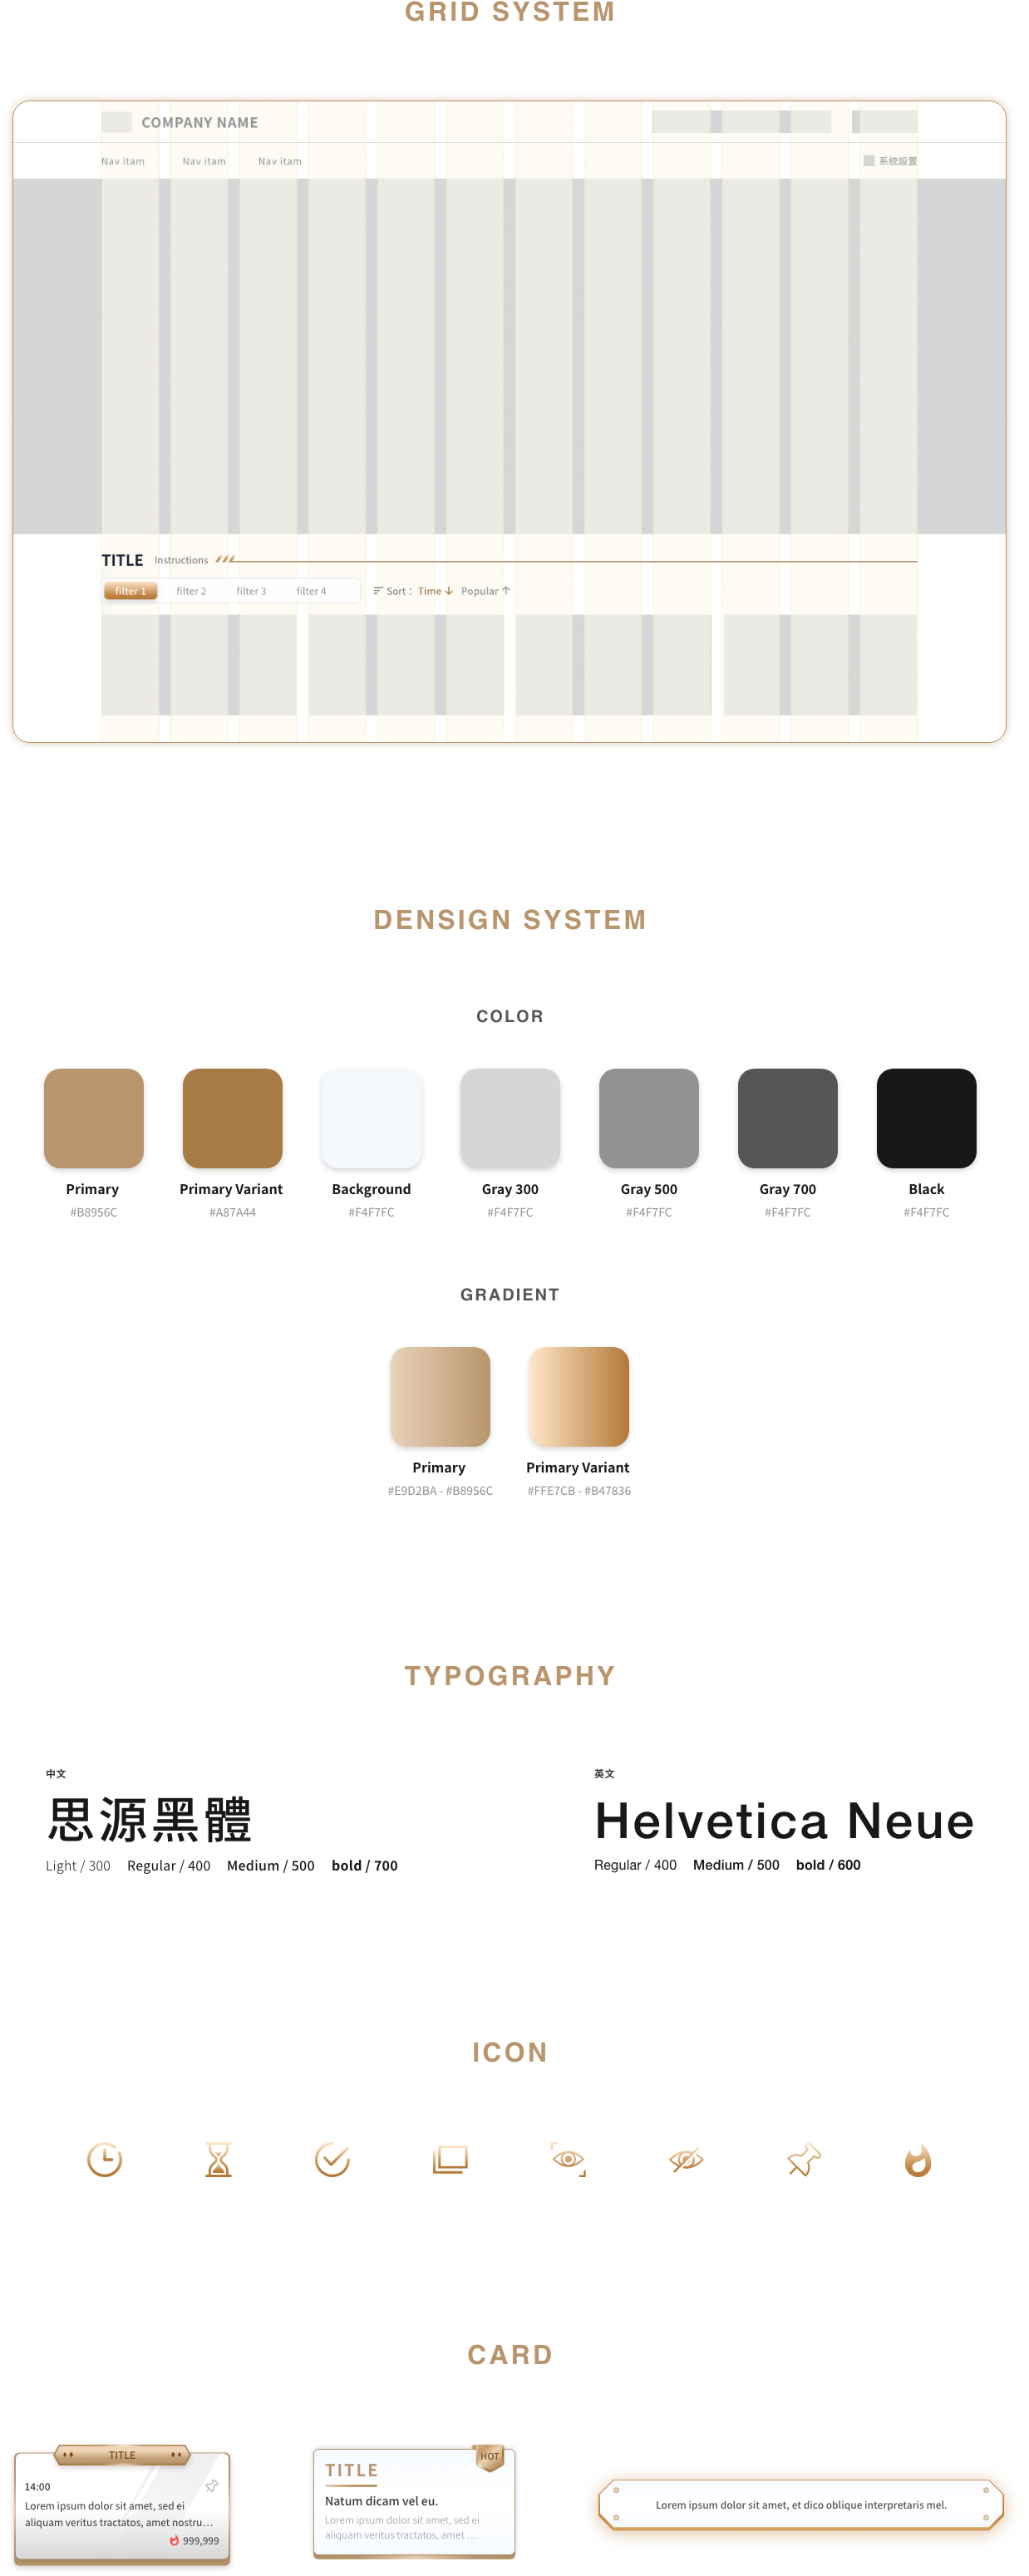 GRID SYSTEM
COMPANY NAME
Nav itam Nav itam Nav itam 系統設置
TITLE Instructions
filter 1 filter 2 filter 3 filter 4 Sort : Time Popular
DENSIGN SYSTEM
COLOR
Primary Primary Variant Background Gray 300 Gray 500 Gray 700 Black
#B8956C #A87A44 #F4F7FC #F4F7FC #F4F7FC #F4F7FC #F4F7FC
GRADIENT
Primary Primary Variant
#E9D2BA - #B8956C #FFE7CB - #B47836
TYPOGRAPHY
中文
思源黑體
Light / 300 Regular / 400 Medium / 500 bold / 700
英文
Helvetica Neue
Regular / 400 Medium / 500 bold / 600
ICON
CARD
TITLE
14:00
Lorem ipsum dolor sit amet, sed ei
aliquam veritus tractatos, amet nostru...
999,999
HOT
TITLE
Natum dicam vel eu.
Lorem ipsum dolor sit amet, sed ei
aliquam veritus tractatos, amet ...
Lorem ipsum dolor sit amet, et dico oblique interpretaris mel.